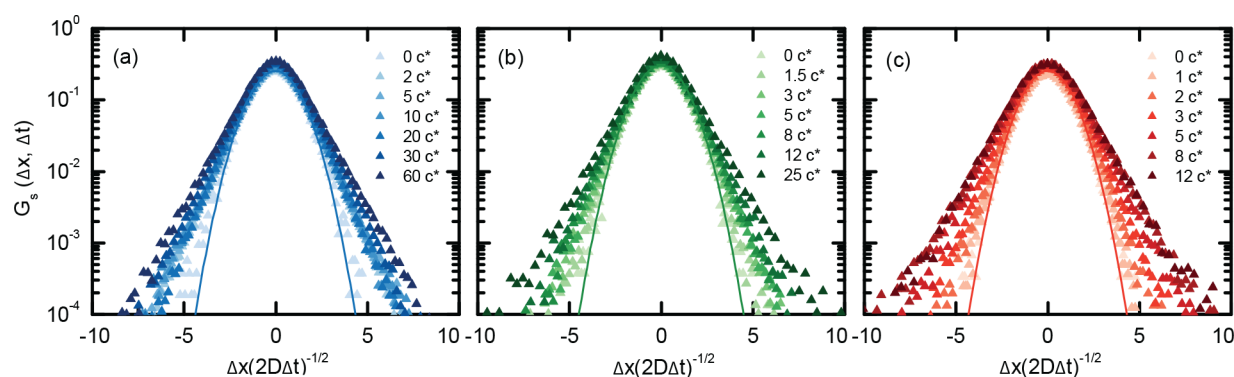 10⁰
10⁻¹
10⁻²
10⁻³
10⁻⁴
G_s (Δx, Δt)
(a)
0 c*
2 c*
5 c*
10 c*
20 c*
30 c*
60 c*
-10 -5 0 5 10
Δx(2DΔt)^-1/2
(b)
0 c*
1.5 c*
3 c*
5 c*
8 c*
12 c*
25 c*
-10 -5 0 5 10
Δx(2DΔt)^-1/2
(c)
0 c*
1 c*
2 c*
3 c*
5 c*
8 c*
12 c*
-10 -5 0 5 10
Δx(2DΔt)^-1/2